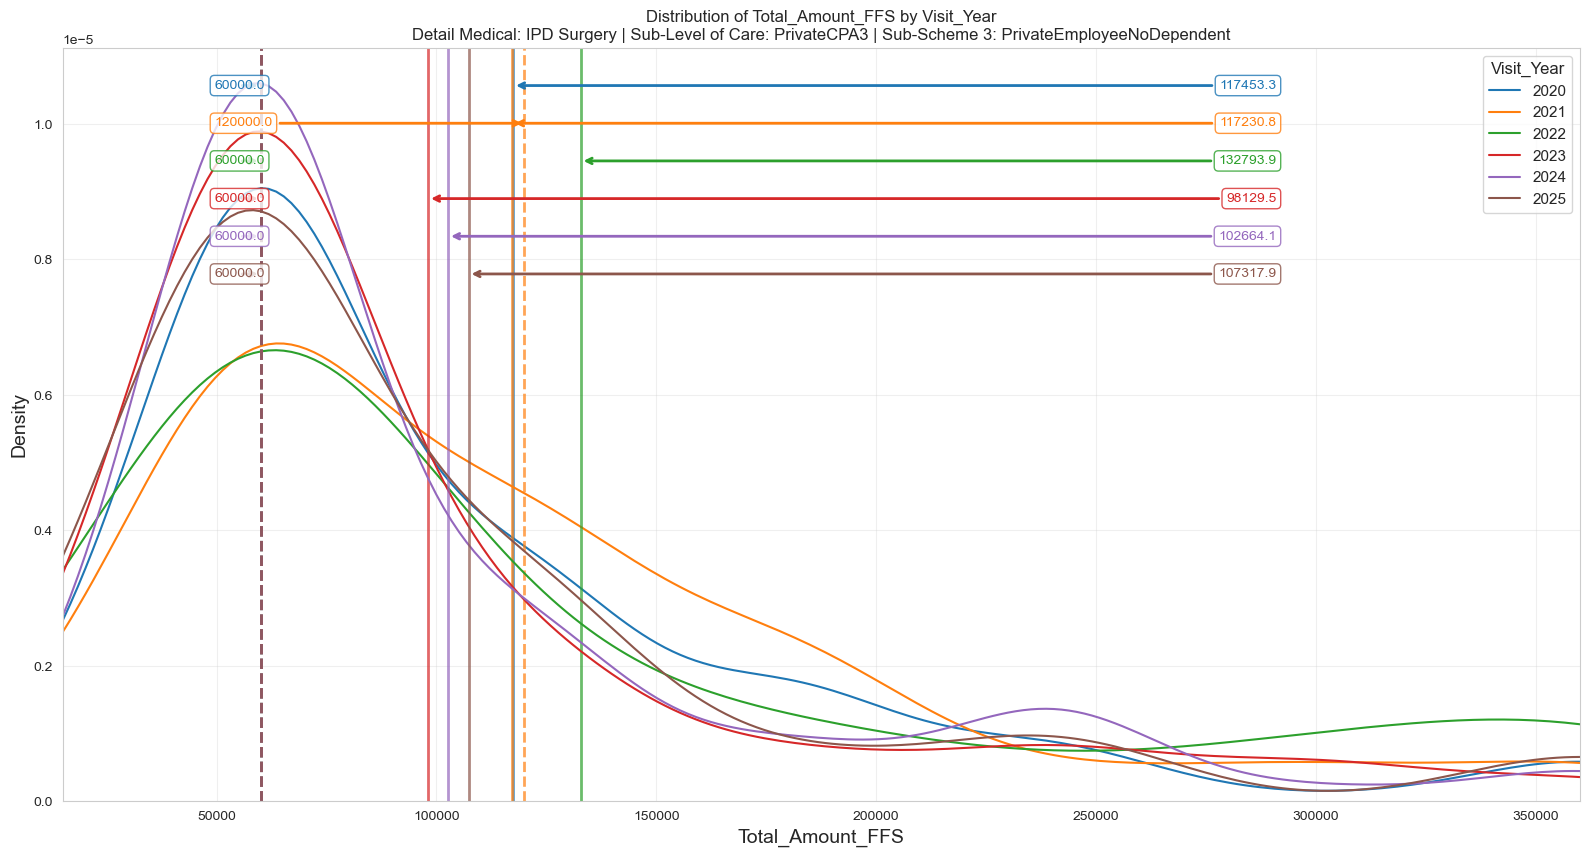 Distribution of Total_Amount_FFS by Visit_Year
Detail Medical: IPD Surgery | Sub-Level of Care: PrivateCPA3 | Sub-Scheme 3: PrivateEmployeeNoDependent
1e−5
Visit_Year
2020
2021
2022
2023
2024
2025
60000.0 117453.3
120000.0 117230.8
60000.0 132793.9
60000.0 98129.5
60000.0 102664.1
60000.0 107317.9
1.0
0.8
0.6
0.4
0.2
0.0
Density
50000 100000 150000 200000 250000 300000 350000
Total_Amount_FFS